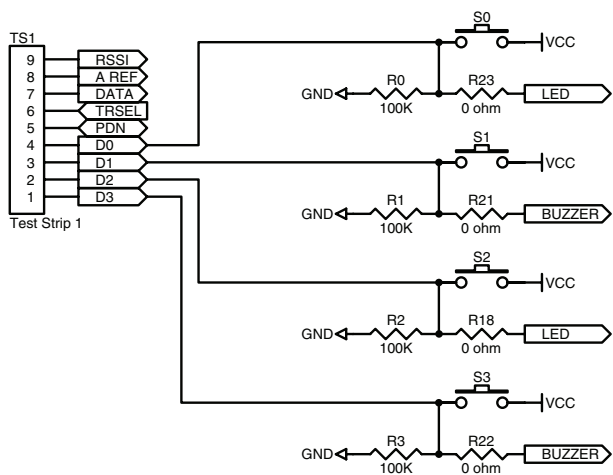 TS1
9 RSSI
8 A REF
7 DATA
6 TRSEL
5 PDN
4 D0
3 D1
2 D2
1 D3
Test Strip 1
S0
VCC
GND R0 R23 LED
100K 0 ohm
S1
VCC
GND R1 R21 BUZZER
100K 0 ohm
S2
VCC
GND R2 R18 LED
100K 0 ohm
S3
VCC
GND R3 R22 BUZZER
100K 0 ohm